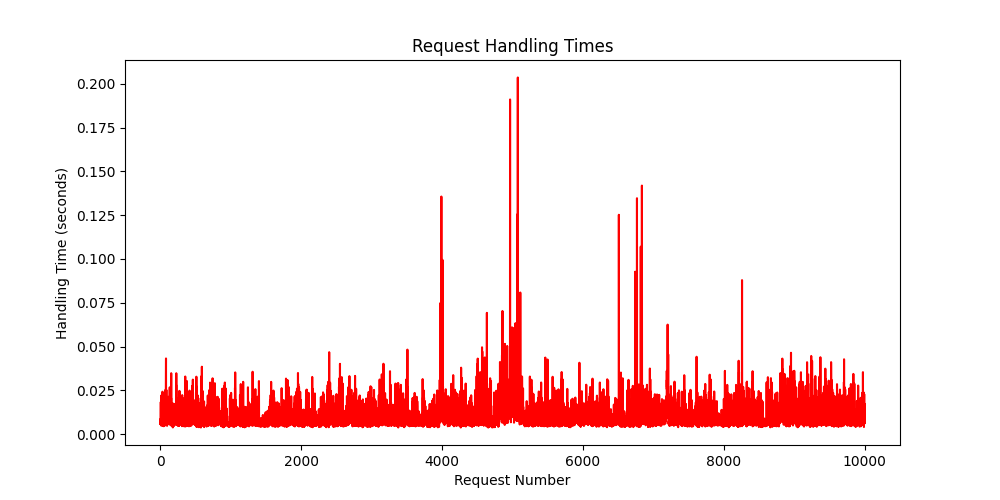 Request Handling Times
Handling Time (seconds)
0.200
0.175
0.150
0.125
0.100
0.075
0.050
0.025
0.000
0 2000 4000 6000 8000 10000
Request Number